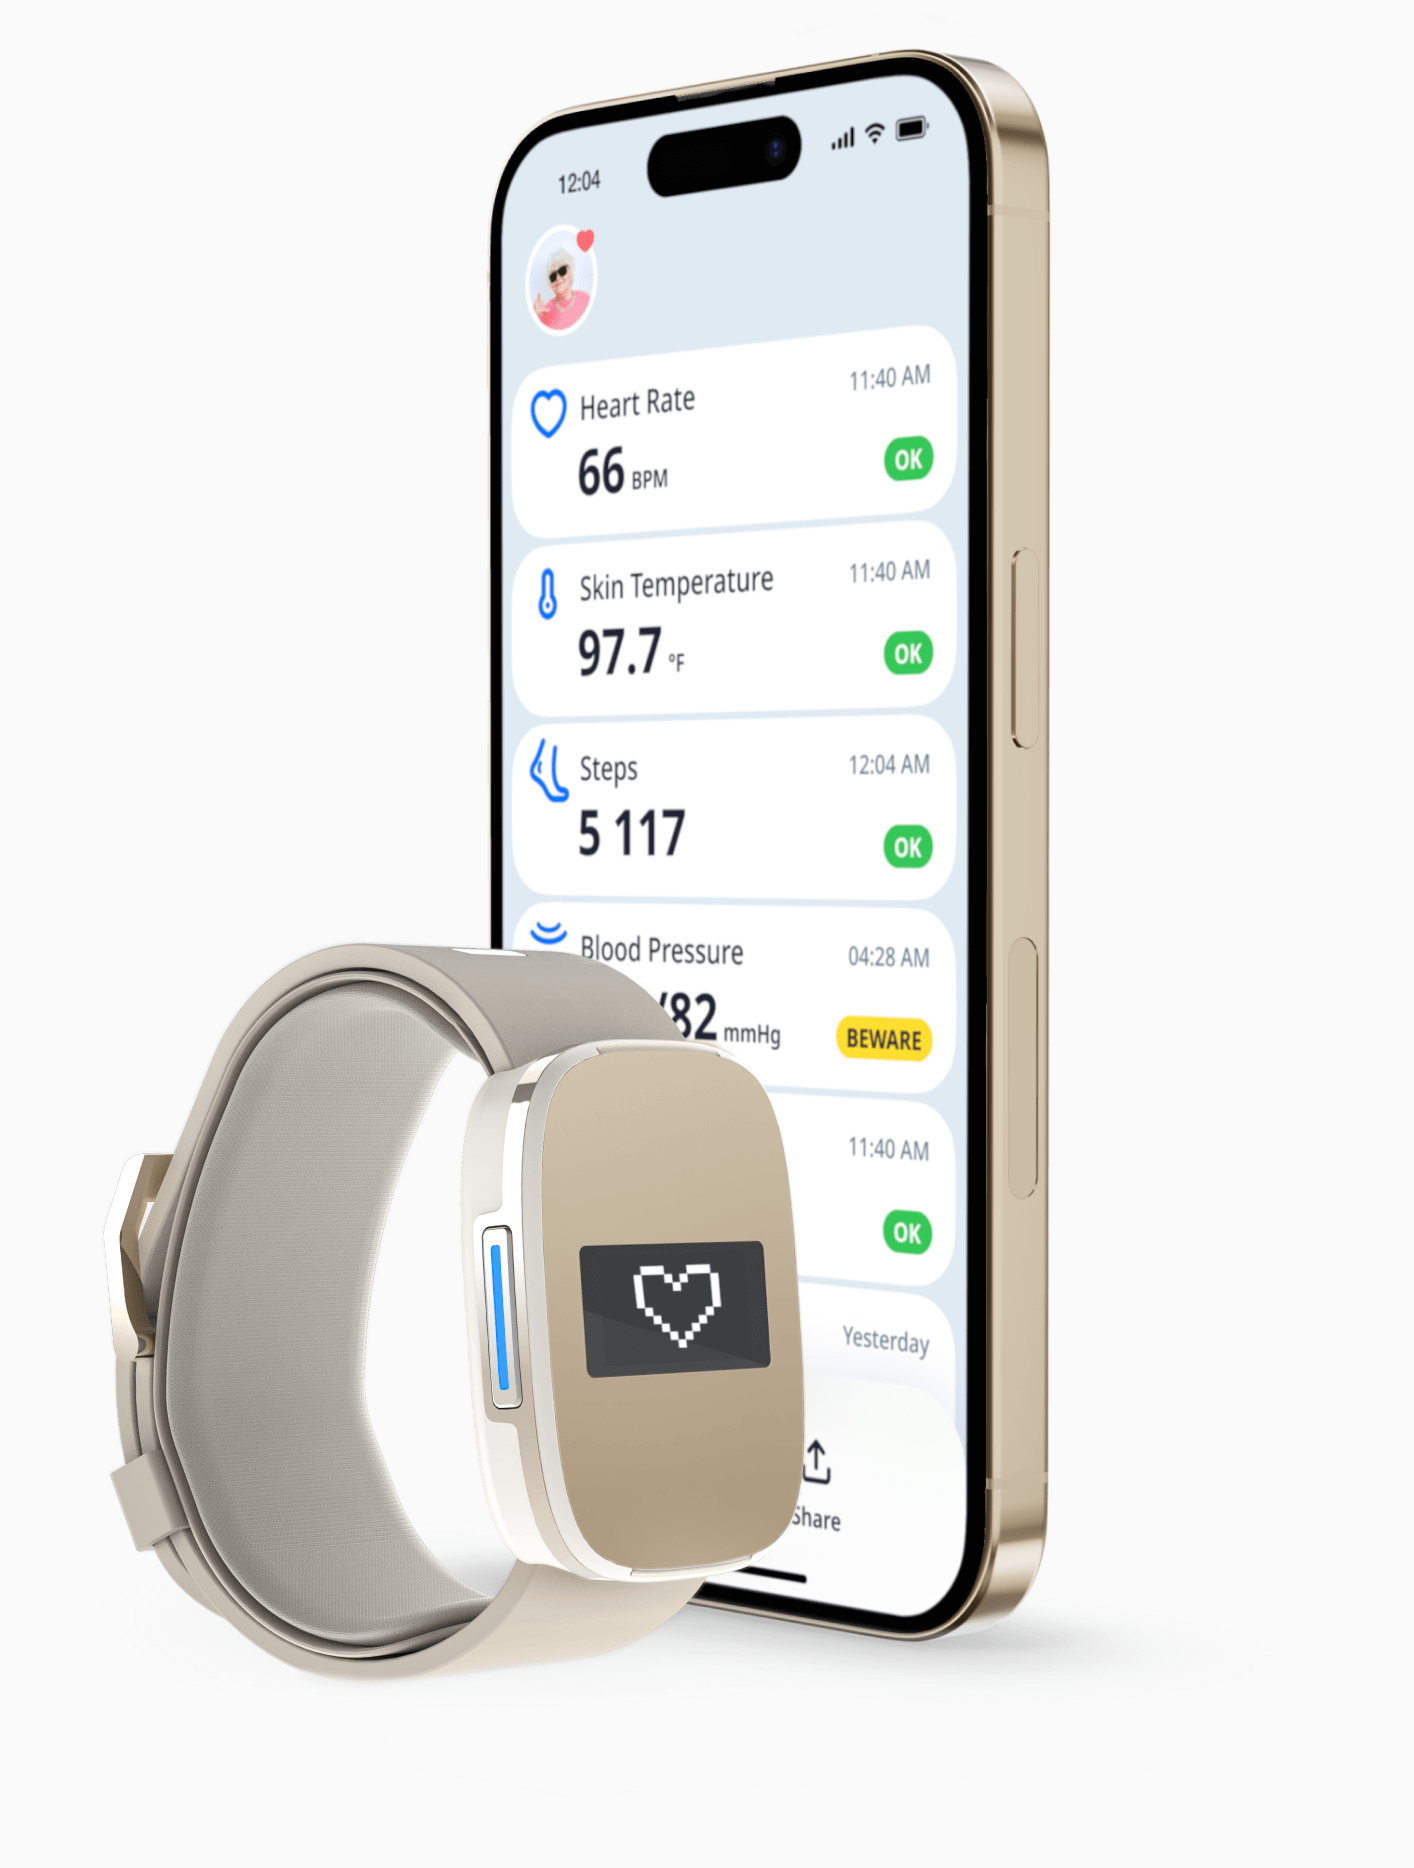 12:04
Heart Rate
11:40 AM
66 BPM
OK
Skin Temperature
11:40 AM
97.7 °F
OK
Steps
12:04 AM
5 117
OK
Blood Pressure
04:28 AM
/82 mmHg
BEWARE
11:40 AM
OK
Yesterday
Share